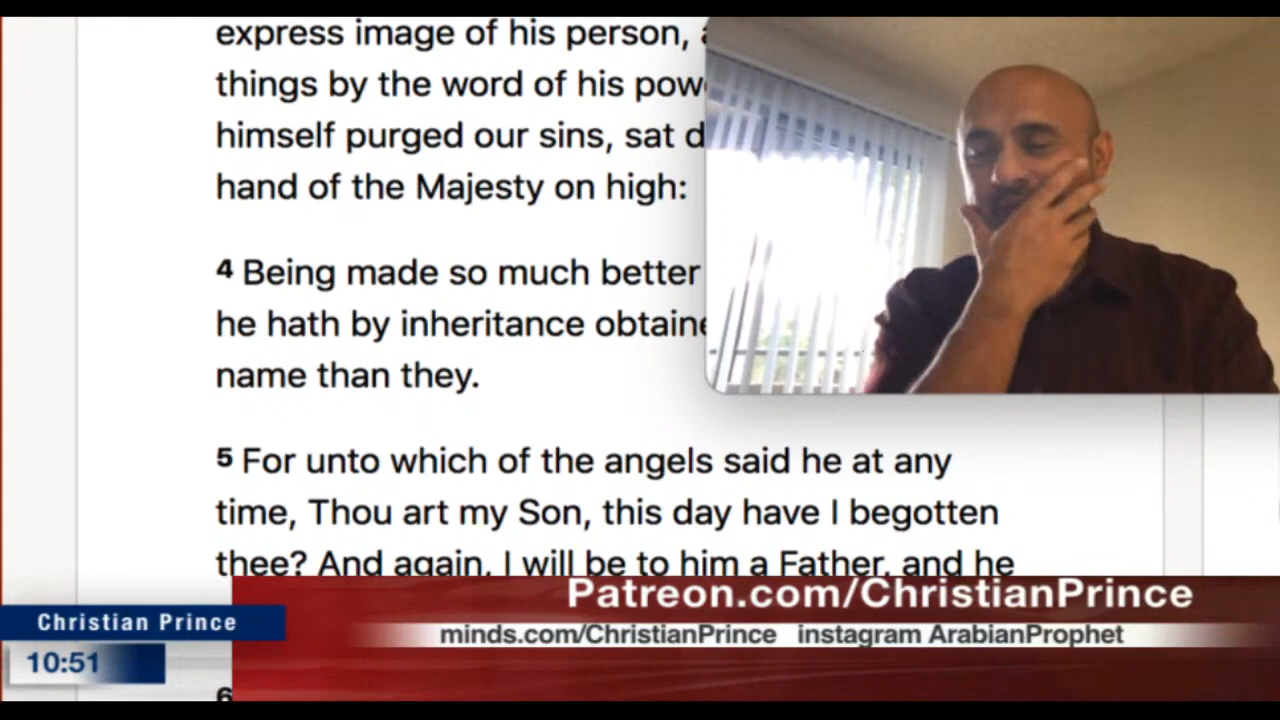 express image of his person,
things by the word of his
himself purged our sins, sat
hand of the Majesty on high:
4 Being made so much better
he hath by inheritance
name than they.
5 For unto which of the angels said he at any
time, Thou art my Son, this day have I begotten
thee? And again, I will be to him a Father, and he
Patreon.com/ChristianPrince
Christian Prince
minds.com/ChristianPrince instagram ArabianProphet
10:51
6